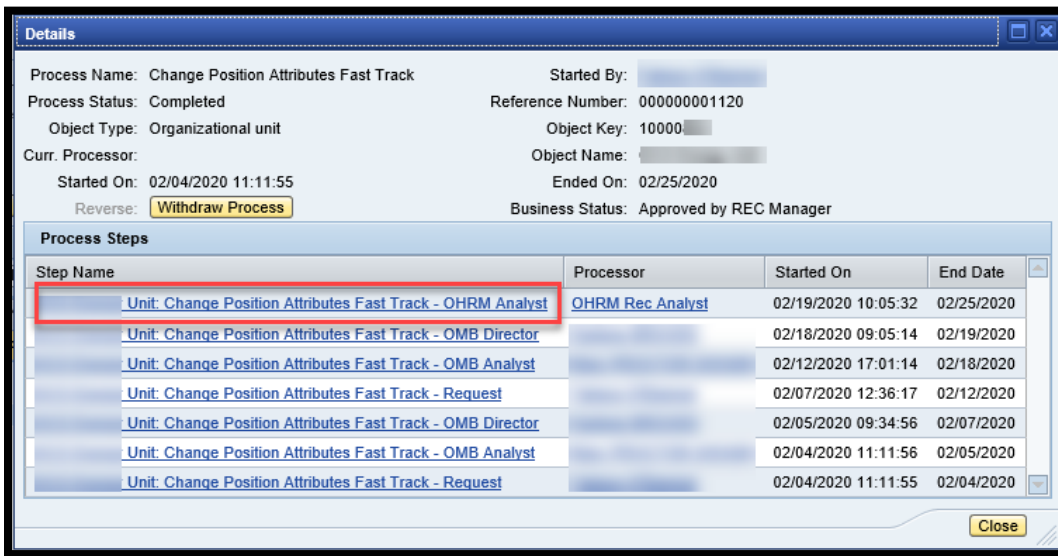 Details
Process Name: Change Position Attributes Fast Track Started By:
Process Status: Completed Reference Number: 000000001120
Object Type: Organizational unit Object Key: 10000
Curr. Processor: Object Name:
Started On: 02/04/2020 11:11:55 Ended On: 02/25/2020
Reverse: Withdraw Process Business Status: Approved by REC Manager
Process Steps
Step Name Processor Started On End Date
Unit: Change Position Attributes Fast Track - OHRM Analyst OHRM Rec Analyst 02/19/2020 10:05:32 02/25/2020
Unit: Change Position Attributes Fast Track - OMB Director 02/18/2020 09:05:14 02/19/2020
Unit: Change Position Attributes Fast Track - OMB Analyst 02/12/2020 17:01:14 02/18/2020
Unit: Change Position Attributes Fast Track - Request 02/07/2020 12:36:17 02/12/2020
Unit: Change Position Attributes Fast Track - OMB Director 02/05/2020 09:34:56 02/07/2020
Unit: Change Position Attributes Fast Track - OMB Analyst 02/04/2020 11:11:56 02/05/2020
Unit: Change Position Attributes Fast Track - Request 02/04/2020 11:11:55 02/04/2020
Close